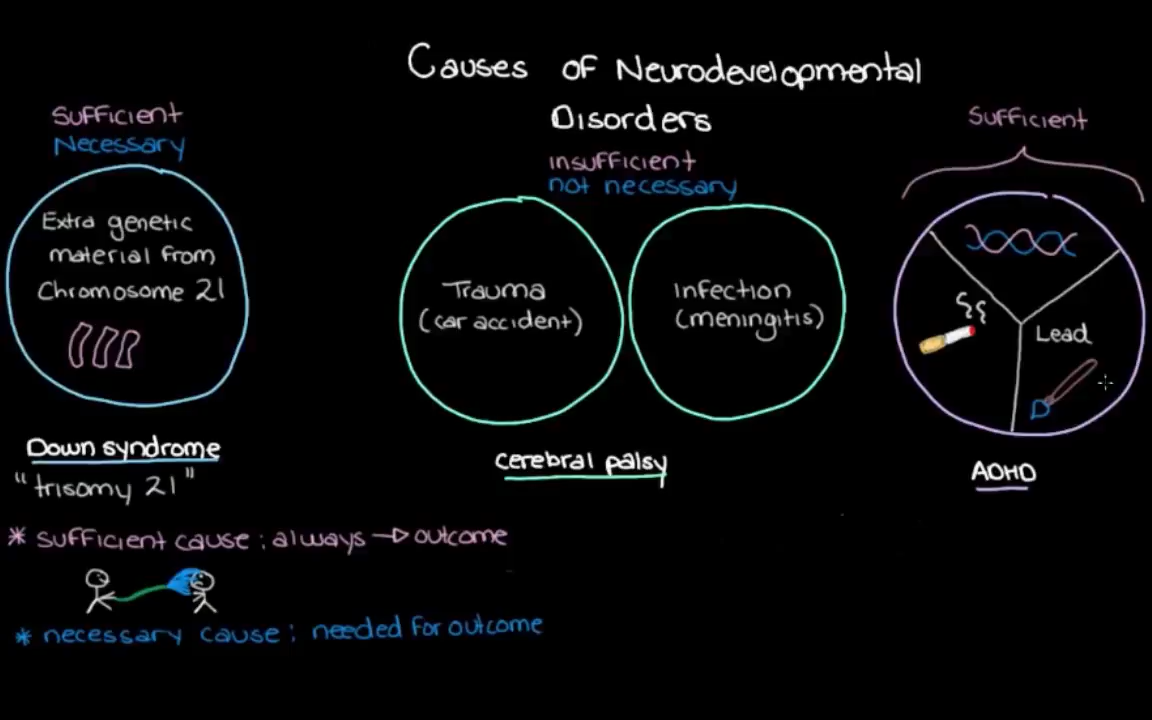 Causes of Neurodevelopmental
Disorders
Sufficient
Necessary
Extra genetic
material from
Chromosome 21
Down syndrome
"trisomy 21"
insufficient
not necessary
Trauma
(car accident)
Infection
(meningitis)
cerebral palsy
Sufficient
Lead
ADHD
* sufficient cause: always → outcome
* necessary cause: needed for outcome